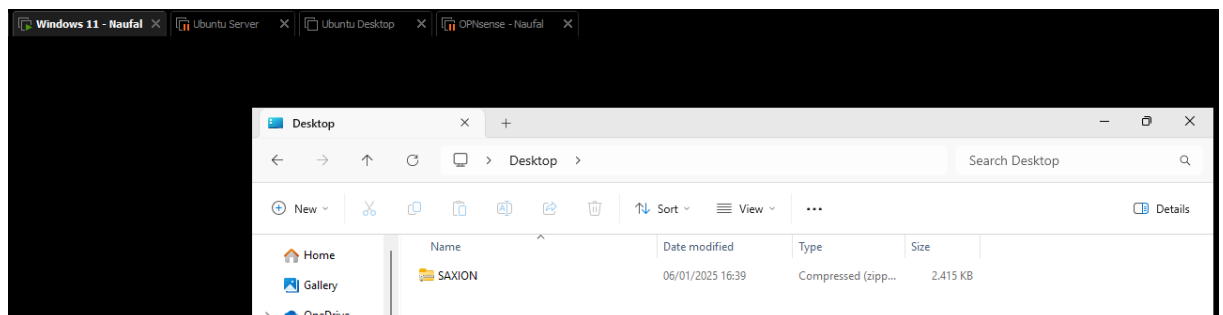 Windows 11 - Naufal Ubuntu Server Ubuntu Desktop OPNsense - Naufal
Desktop
Desktop Search Desktop
New Sort View Details
Name Date modified Type Size
Home
SAXION 06/01/2025 16:39 Compressed (zipp... 2.415 KB
Gallery
OneDrive